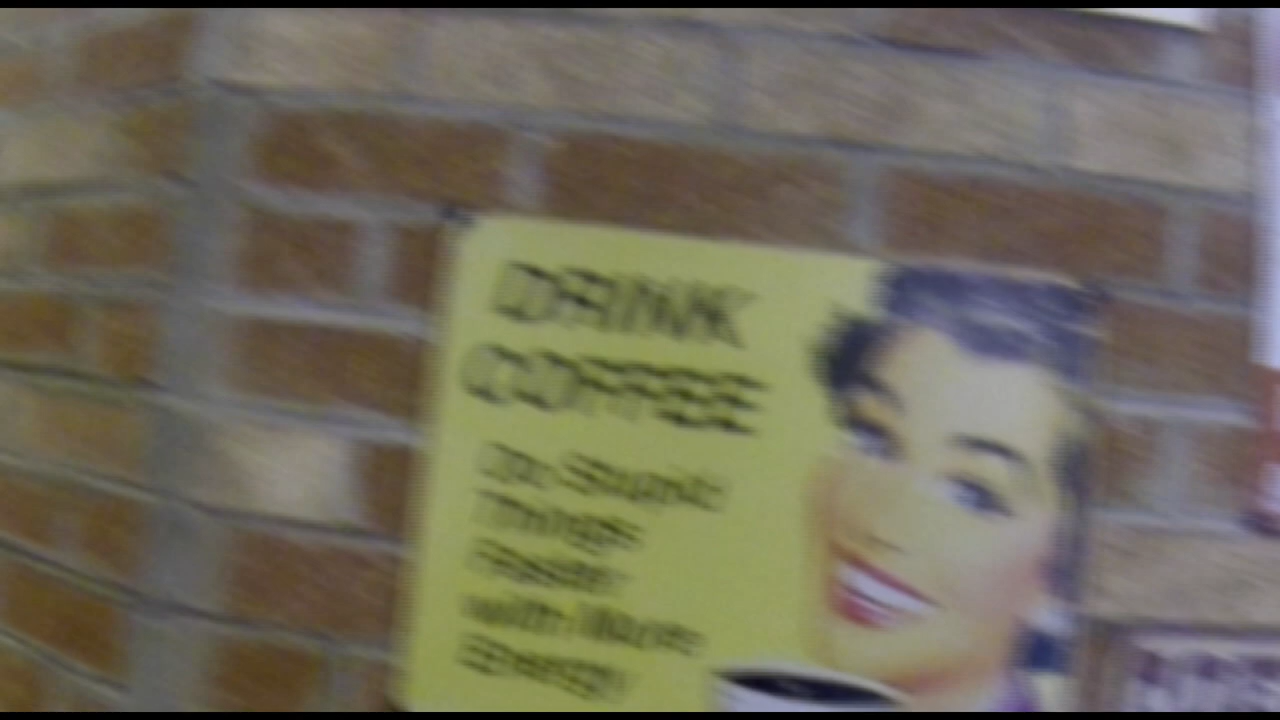 DRINK
COFFEE
Do Stupid
Things
Faster
with More
Energy